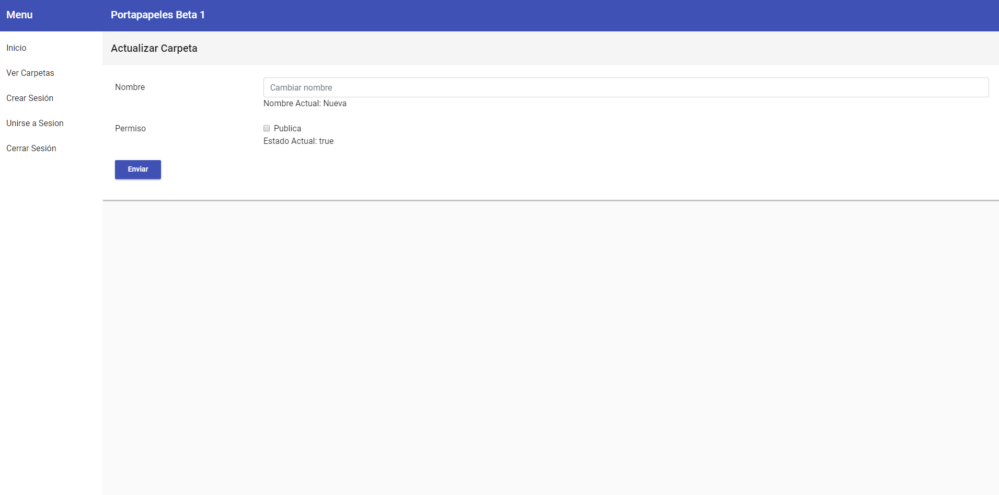 Menu
Portapapeles Beta 1
Inicio
Ver Carpetas
Crear Sesión
Unirse a Sesion
Cerrar Sesión
Actualizar Carpeta
Nombre
Cambiar nombre
Nombre Actual: Nueva
Permiso
Publica
Estado Actual: true
Enviar